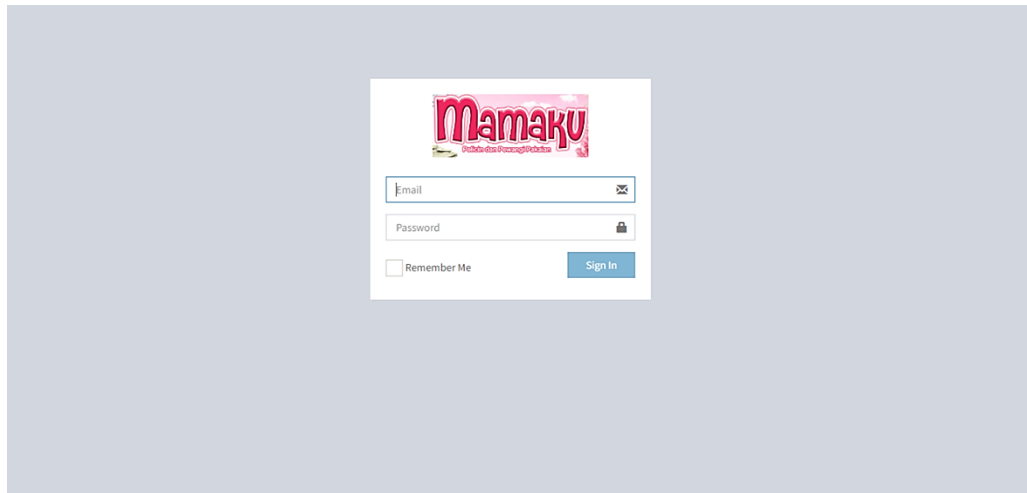 Mamaku
Pelicin dan Pewangi Pakaian
Email
Password
Remember Me
Sign In